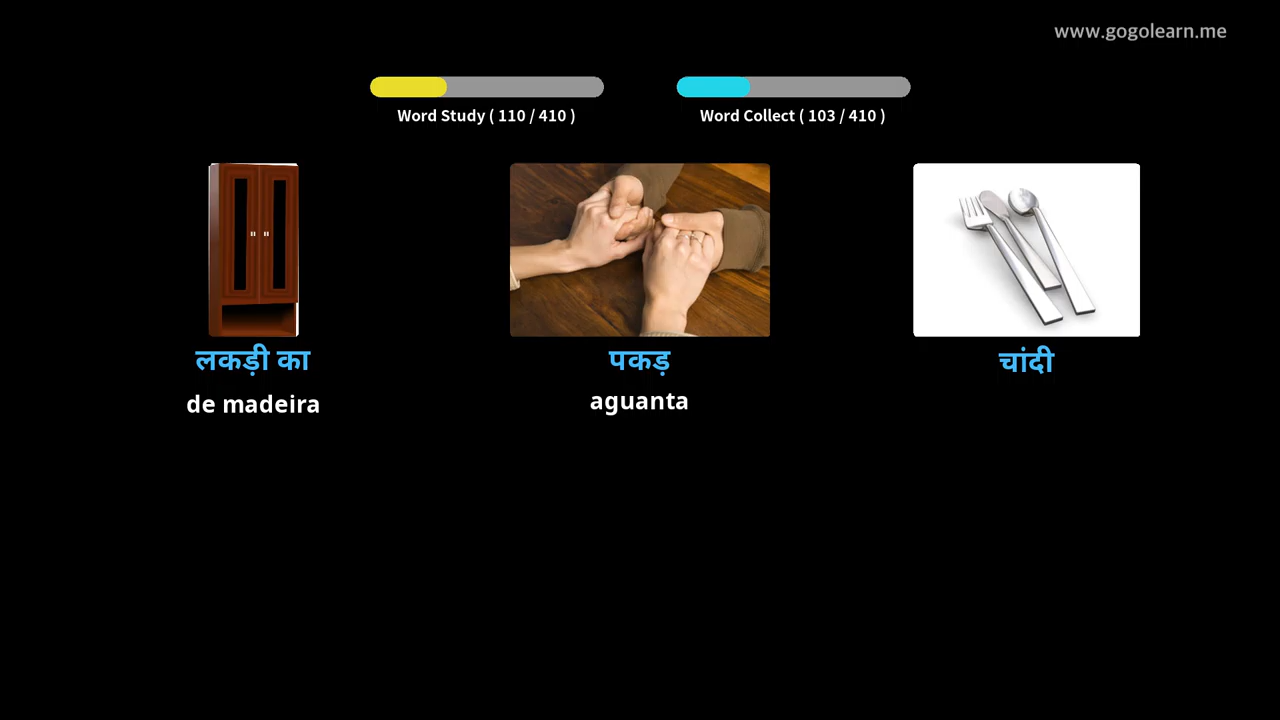 www.gogolearn.me
Word Study ( 110 / 410 )
Word Collect ( 103 / 410 )
लकड़ी का
पकड़
चांदी
de madeira
aguanta